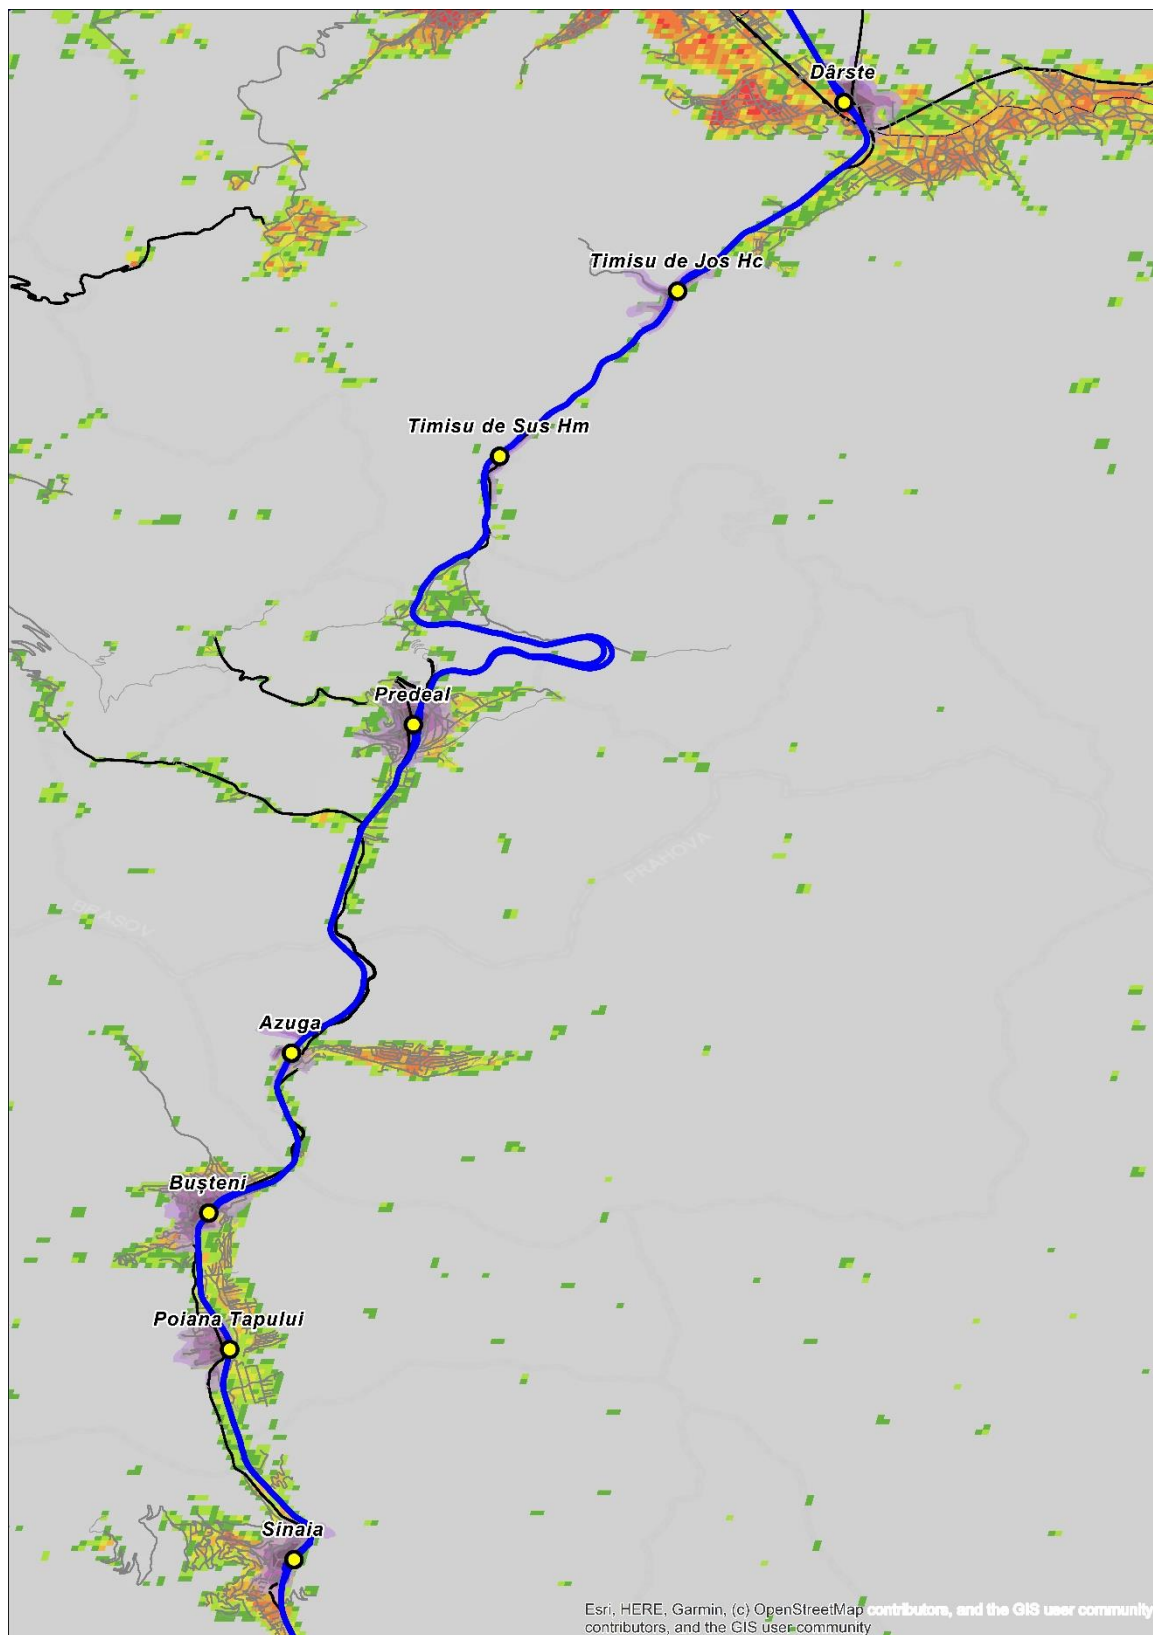 Dârste
Timisu de Jos Hc
Timisu de Sus Hm
Predeal
PRAHOVA
BRASOV
Azuga
Bușteni
Poiana Tapului
Sinaia
Esri, HERE, Garmin, (c) OpenStreetMap contributors, and the GIS user community
contributors, and the GIS user community